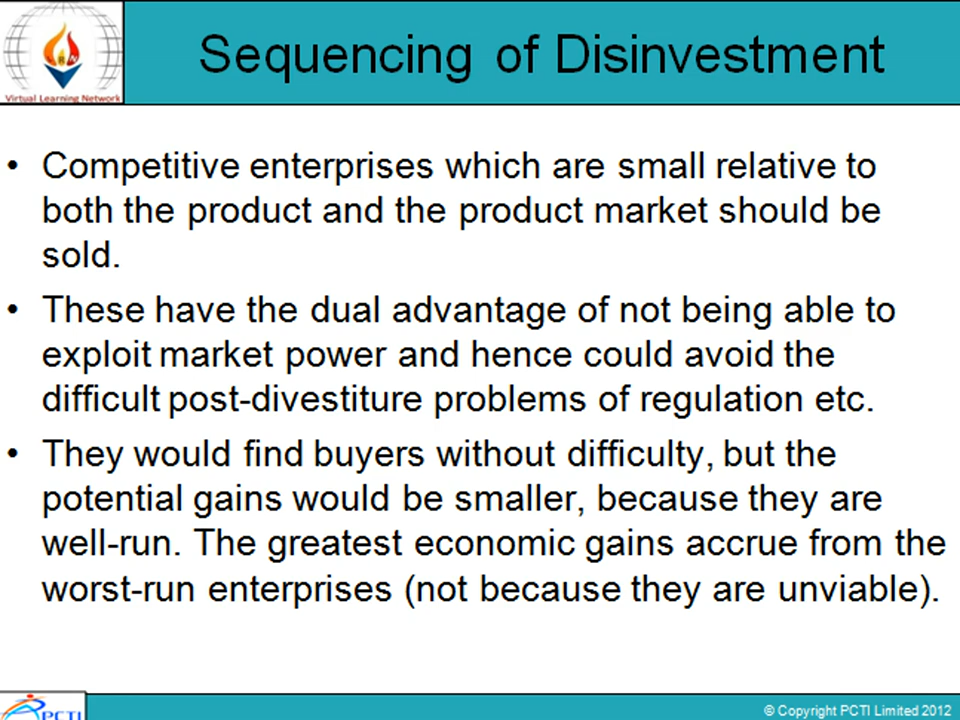 Sequencing of Disinvestment
Virtual Learning Network
• Competitive enterprises which are small relative to
both the product and the product market should be
sold.
• These have the dual advantage of not being able to
exploit market power and hence could avoid the
difficult post-divestiture problems of regulation etc.
• They would find buyers without difficulty, but the
potential gains would be smaller, because they are
well-run. The greatest economic gains accrue from the
worst-run enterprises (not because they are unviable).
PCTI
© Copyright PCTI Limited 2012